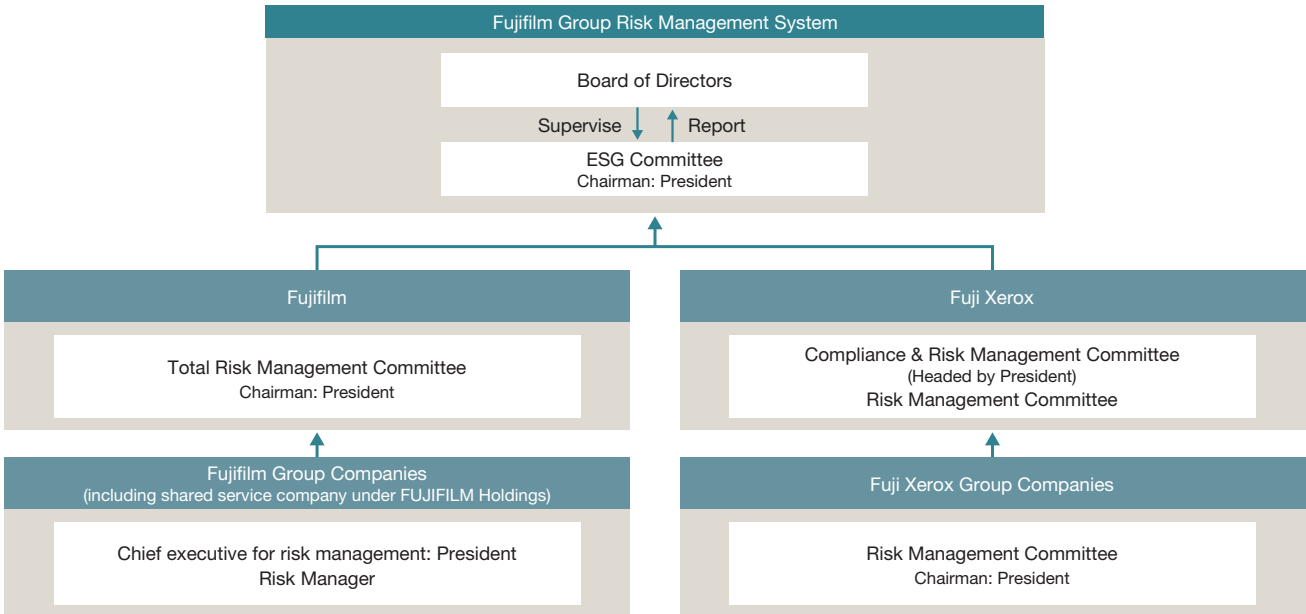 Fujifilm Group Risk Management System
Board of Directors
Supervise
Report
ESG Committee
Chairman: President
Fujifilm
Total Risk Management Committee
Chairman: President
Fujifilm Group Companies
(including shared service company under FUJIFILM Holdings)
Chief executive for risk management: President
Risk Manager
Fuji Xerox
Compliance & Risk Management Committee
(Headed by President)
Risk Management Committee
Fuji Xerox Group Companies
Risk Management Committee
Chairman: President